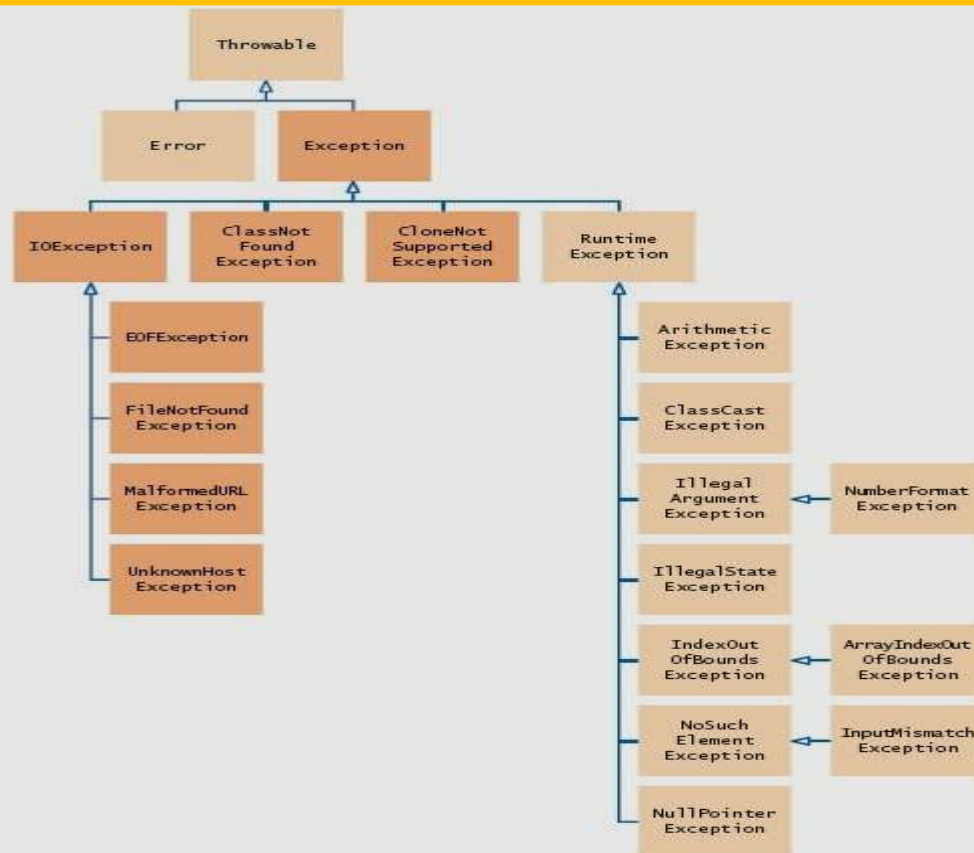 Throwable
Error
Exception
IOException
ClassNot
Found
Exception
CloneNot
Supported
Exception
Runtime
Exception
EOFException
FileNotFound
Exception
MalformedURL
Exception
UnknownHost
Exception
Arithmetic
Exception
ClassCast
Exception
Illegal
Argument
Exception
NumberFormat
Exception
IllegalState
Exception
IndexOut
OfBounds
Exception
ArrayIndexOut
OfBounds
Exception
NoSuch
Element
Exception
InputMismatch
Exception
NullPointer
Exception